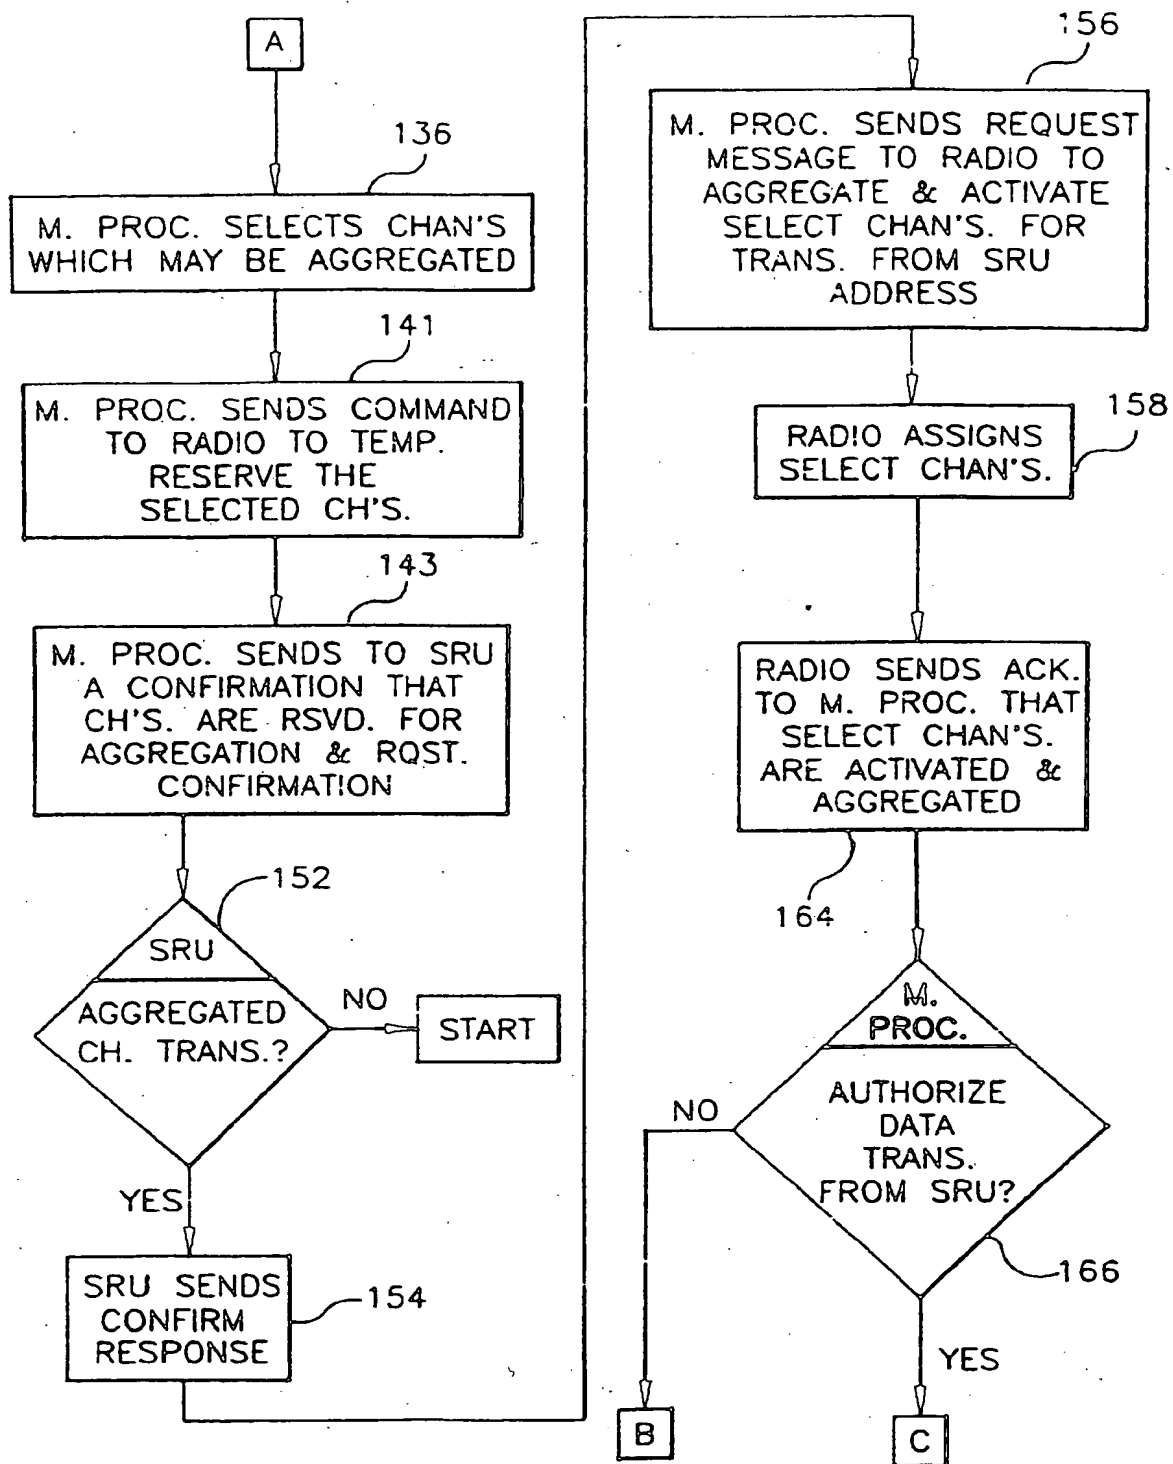 A
136
M. PROC. SELECTS CHAN'S
WHICH MAY BE AGGREGATED
141
M. PROC. SENDS COMMAND
TO RADIO TO TEMP.
RESERVE THE
SELECTED CH'S.
143
M. PROC. SENDS TO SRU
A CONFIRMATION THAT
CH'S. ARE RSVD. FOR
AGGREGATION & RQST.
CONFIRMATION
152
SRU
AGGREGATED
CH. TRANS.?
NO
START
YES
SRU SENDS
CONFIRM
RESPONSE
154
156
M. PROC. SENDS REQUEST
MESSAGE TO RADIO TO
AGGREGATE & ACTIVATE
SELECT CHAN'S. FOR
TRANS. FROM SRU
ADDRESS
158
RADIO ASSIGNS
SELECT CHAN'S.
RADIO SENDS ACK.
TO M. PROC. THAT
SELECT CHAN'S.
ARE ACTIVATED &
AGGREGATED
164
M.
PROC.
AUTHORIZE
DATA
TRANS.
FROM SRU?
NO
166
YES
B
C